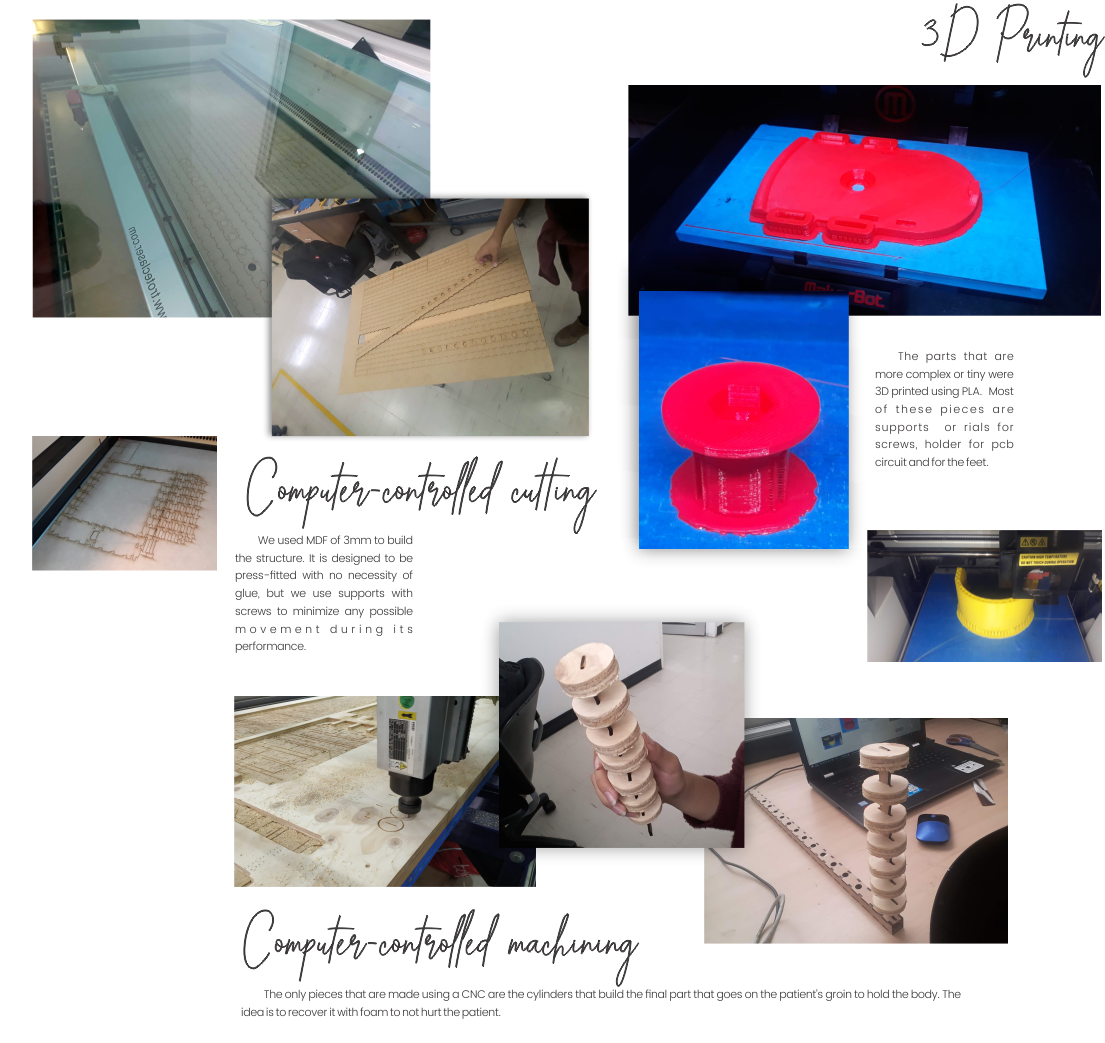 3D Printing
www.troteclaser.com
MakerBot
The parts that are
more complex or tiny were
3D printed using PLA. Most
of these pieces are
supports or rials for
screws, holder for pcb
circuit and for the feet.
Computer-controlled cutting
We used MDF of 3mm to build
the structure. It is designed to be
press-fitted with no necessity of
glue, but we use supports with
screws to minimize any possible
movement during its
performance.
CAUTION HIGH TEMPERATURE
DO NOT TOUCH DURING OPERATION
Computer-controlled machining
The only pieces that are made using a CNC are the cylinders that build the final part that goes on the patient's groin to hold the body. The
idea is to recover it with foam to not hurt the patient.